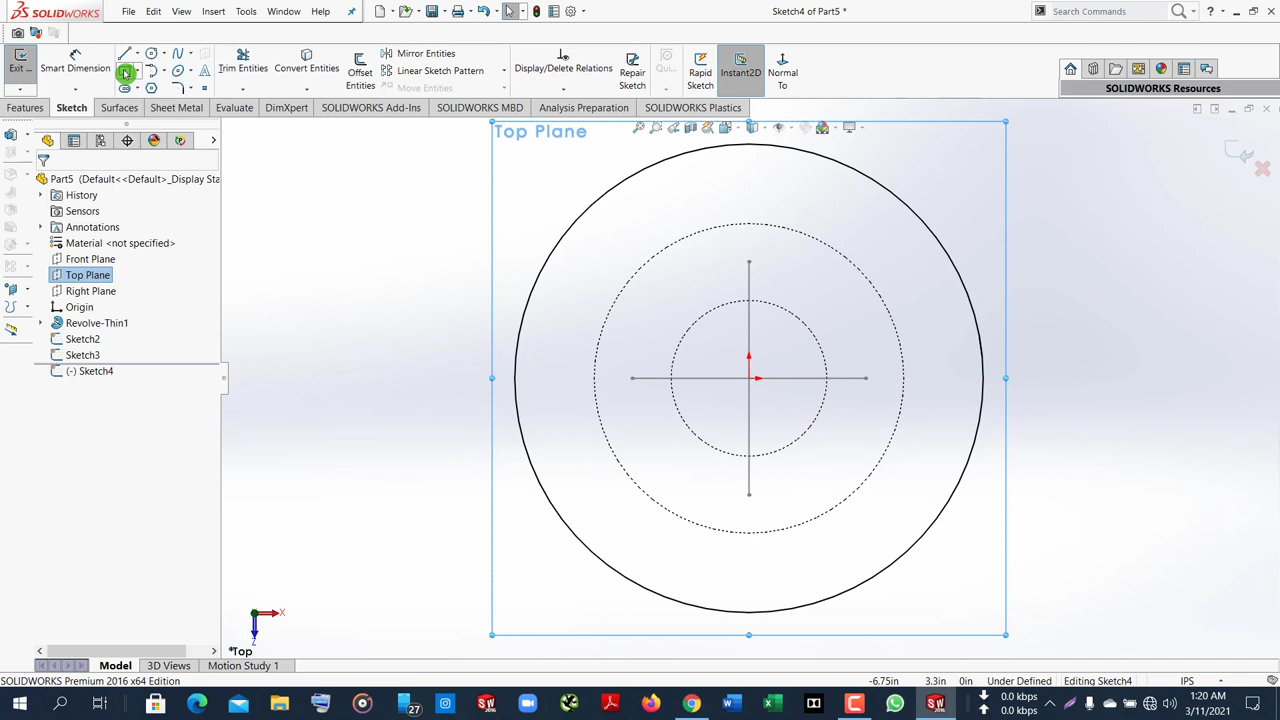 SOLIDWORKS
File Edit View Insert Tools Window Help
Sketch4 of Part5 *
Search Commands
?
Exit ...
Smart Dimension
Trim Entities
Convert Entities
Offset Entities
Mirror Entities
Linear Sketch Pattern
Move Entities
Display/Delete Relations
Repair Sketch
Qui...
Rapid Sketch
Instant2D
Normal To
SOLIDWORKS Resources
Features Sketch Surfaces Sheet Metal Evaluate DimXpert SOLIDWORKS Add-Ins SOLIDWORKS MBD Analysis Preparation SOLIDWORKS Plastics
Top Plane
Part5 (Default<<Default>_Display Sta
History
Sensors
Annotations
Material <not specified>
Front Plane
Top Plane
Right Plane
Origin
Revolve-Thin1
Sketch2
Sketch3
(-) Sketch4
X
Z
*Top
Model 3D Views Motion Study 1
SOLIDWORKS Premium 2016 x64 Edition
-6.75in 3.3in 0in Under Defined Editing Sketch4 IPS
27
0.0 kbps
0.0 kbps
1:20 AM
3/11/2021